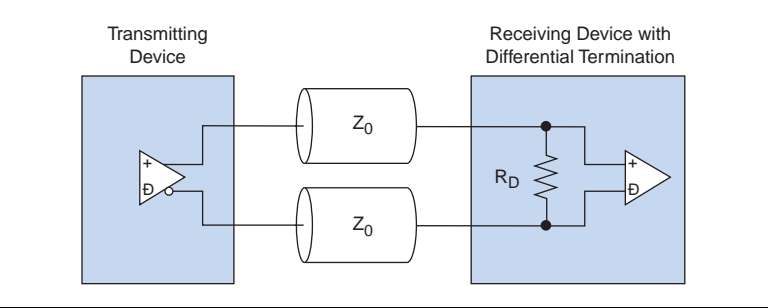 Transmitting
Device
Receiving Device with
Differential Termination
Z0
RD
Z0
+
Đ
+
Đ